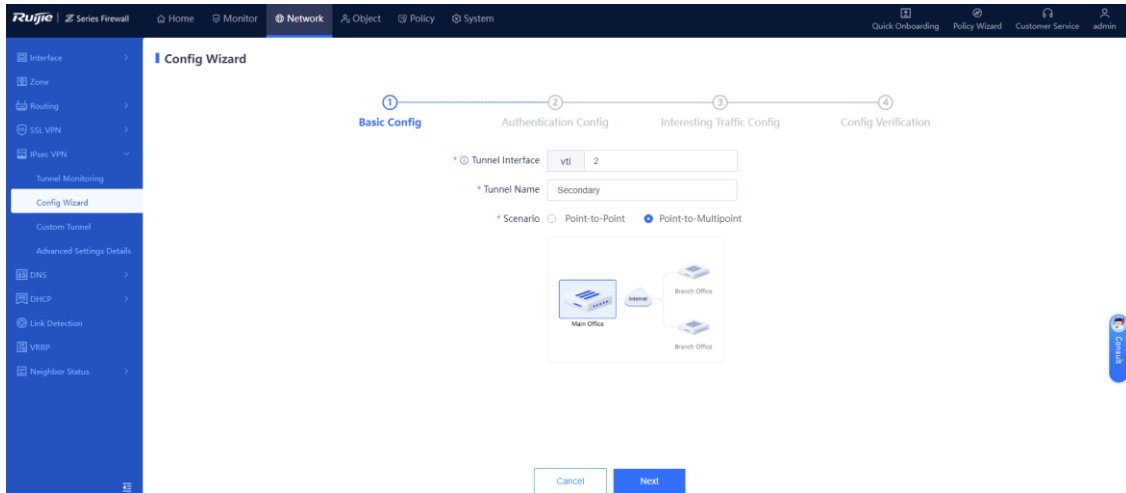 Ruijie | Z Series Firewall
Home Monitor Network Object Policy System
Quick Onboarding Policy Wizard Customer Service admin
Interface
Zone
Routing
SSL VPN
IPsec VPN
Tunnel Monitoring
Config Wizard
Custom Tunnel
Advanced Settings Details
DNS
DHCP
Link Detection
VRRP
Neighbor Status
Config Wizard
1 2 3 4
Basic Config Authentication Config Interesting Traffic Config Config Verification
* Tunnel Interface vti 2
* Tunnel Name Secondary
* Scenario Point-to-Point Point-to-Multipoint
Main Office
Internet
Branch Office
Branch Office
Consult
Cancel Next